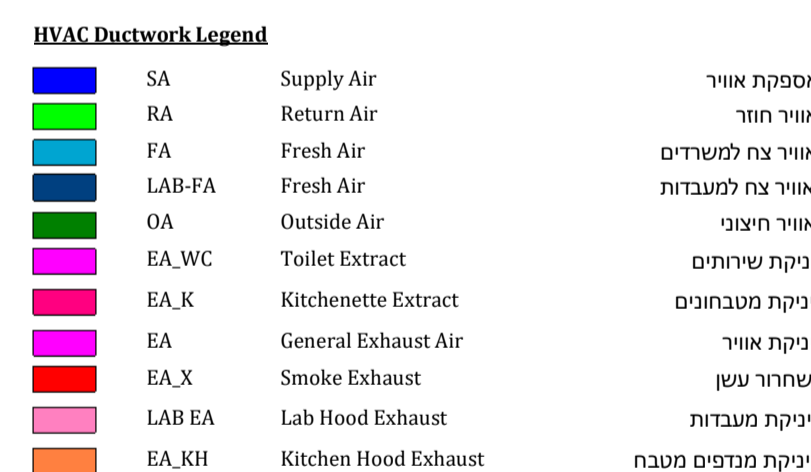 HVAC Ductwork Legend
SA Supply Air אספקת אוויר
RA Return Air אוויר חוזר
FA Fresh Air אוויר צח למשרדים
LAB-FA Fresh Air אוויר צח למעבדות
OA Outside Air אוויר חיצוני
EA_WC Toilet Extract יניקת שירותים
EA_K Kitchenette Extract יניקת מטבחונים
EA General Exhaust Air יניקת אוויר
EA_X Smoke Exhaust שחרור עשן
LAB EA Lab Hood Exhaust יניקת מעבדות
EA_KH Kitchen Hood Exhaust יניקת מנדפים מטבח